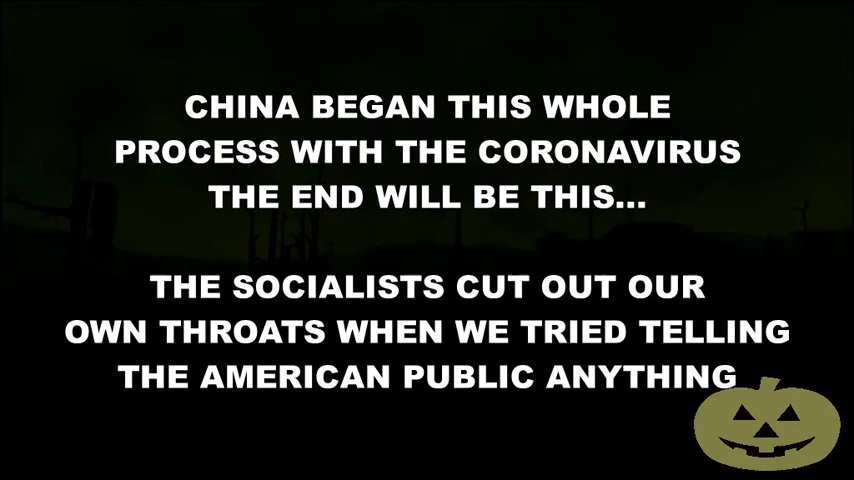 CHINA BEGAN THIS WHOLE
PROCESS WITH THE CORONAVIRUS
THE END WILL BE THIS...
THE SOCIALISTS CUT OUT OUR
OWN THROATS WHEN WE TRIED TELLING
THE AMERICAN PUBLIC ANYTHING